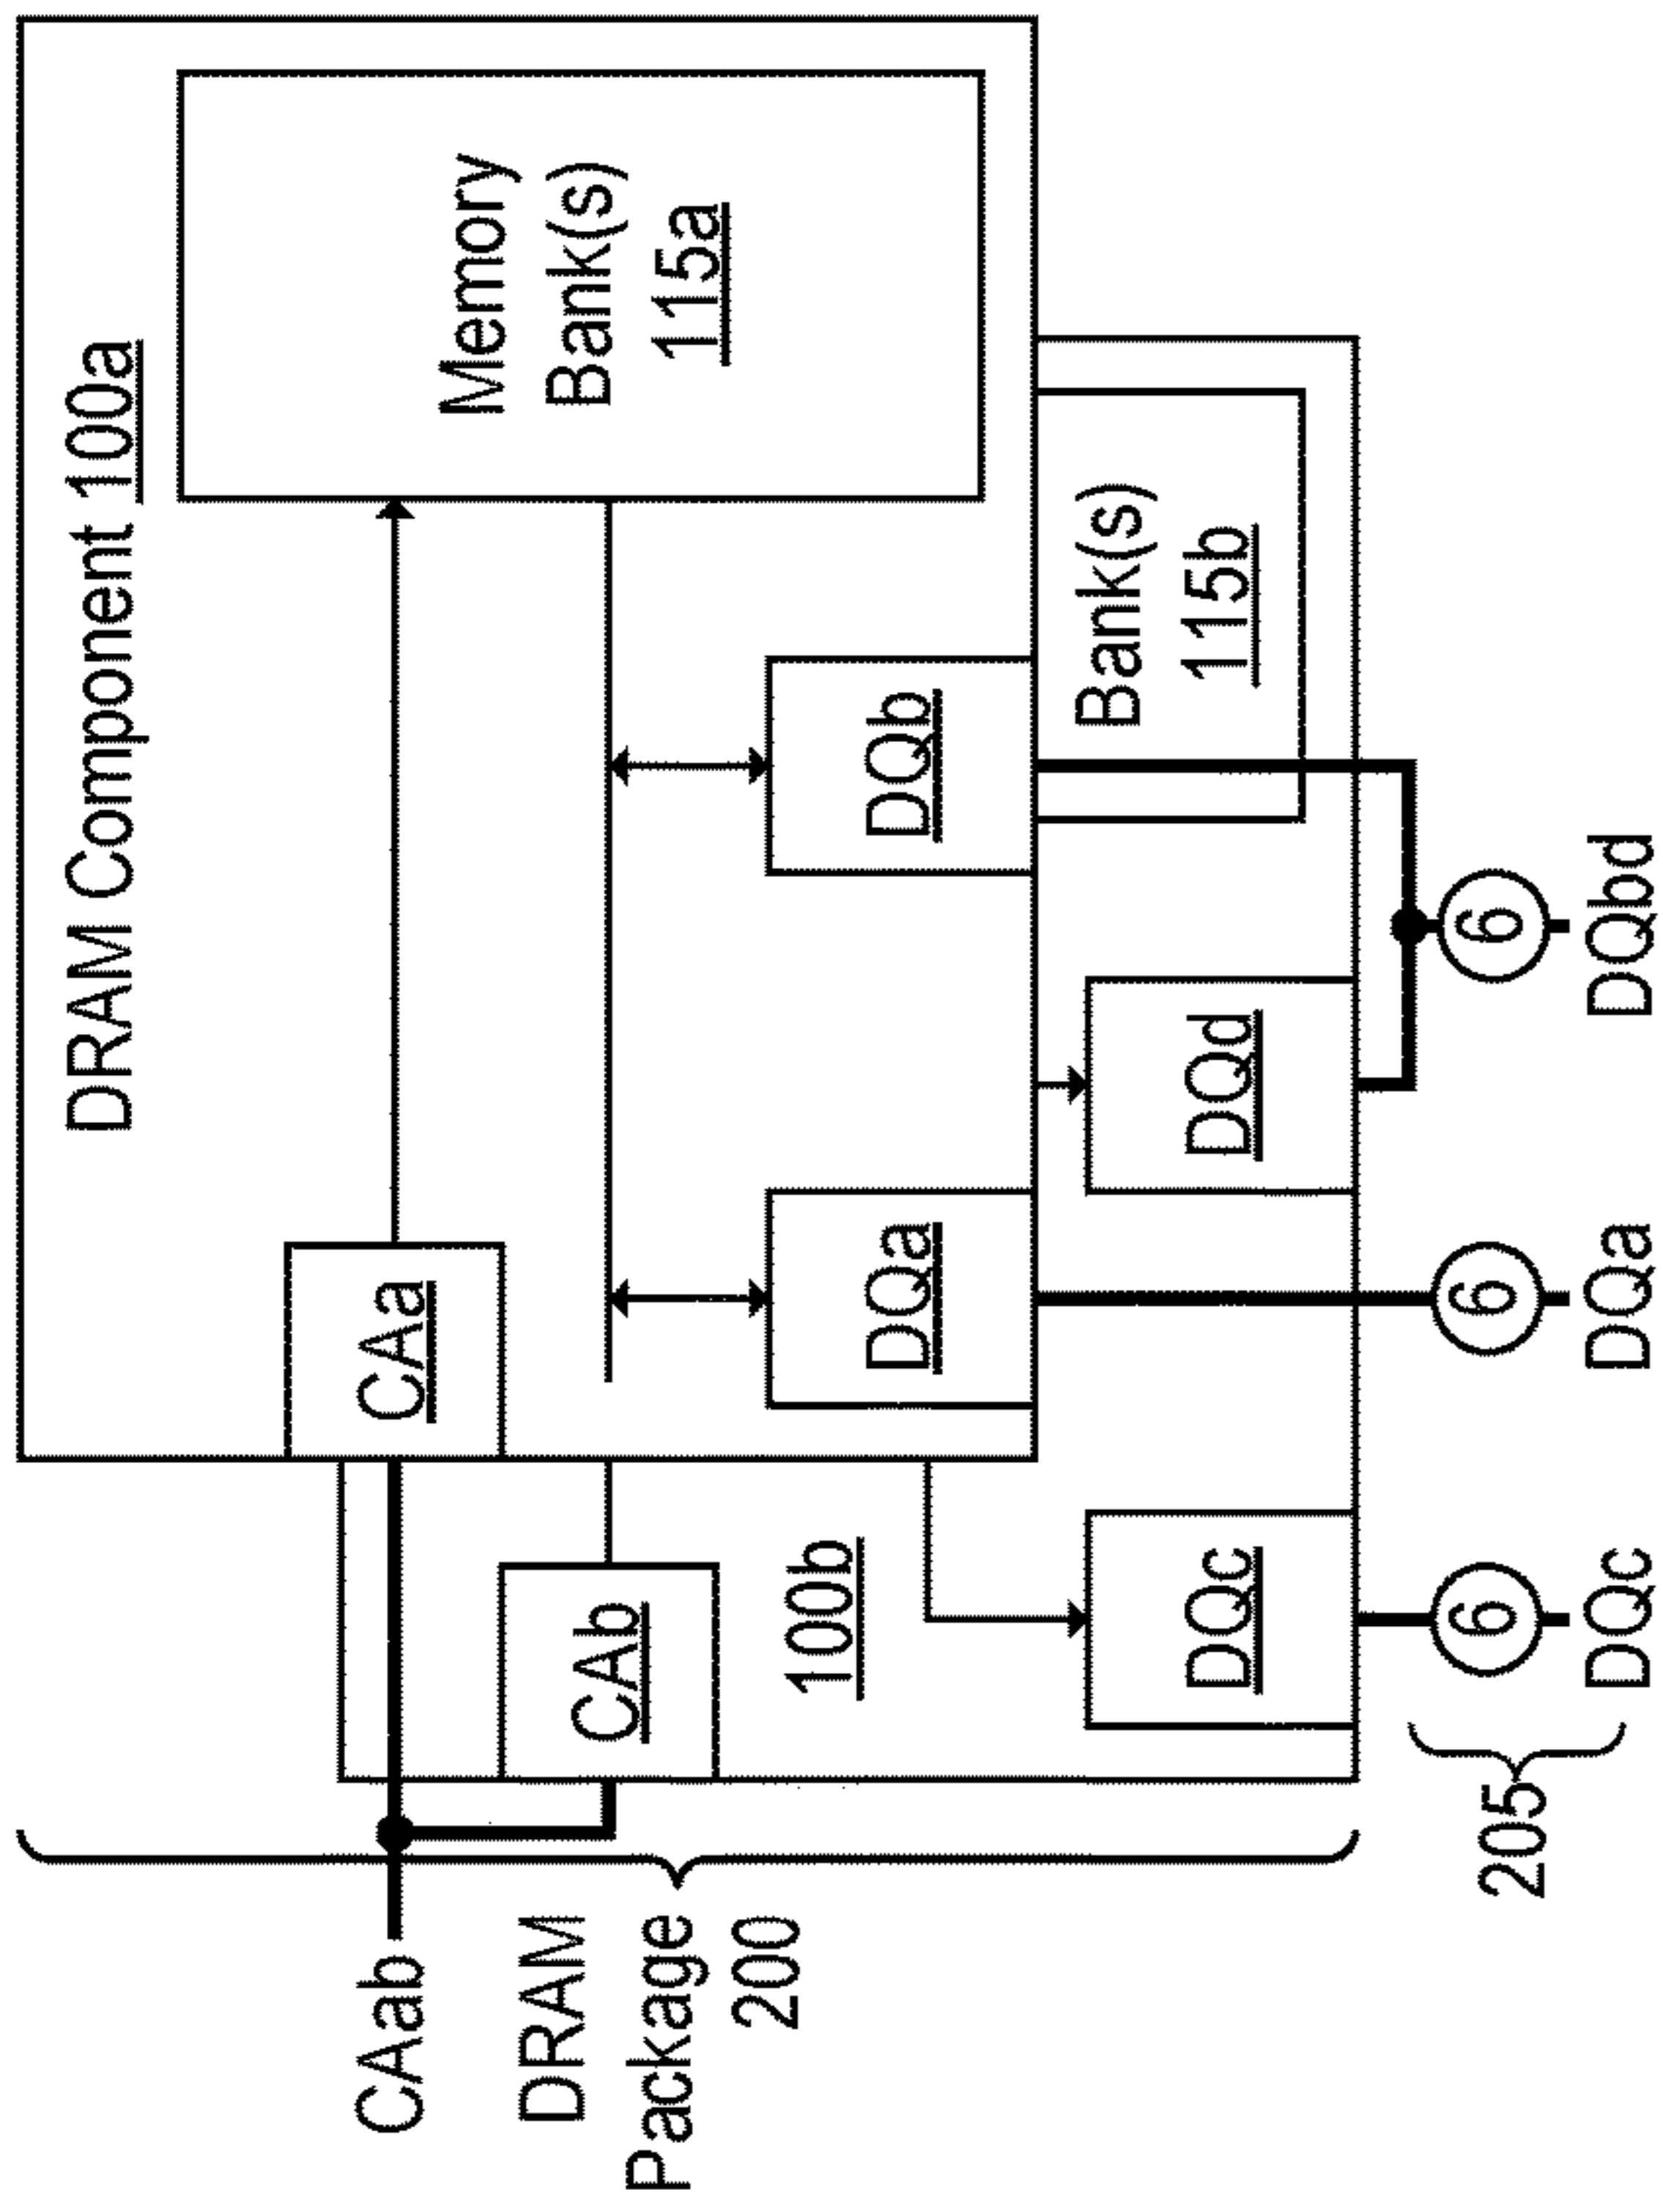 DRAM Component 100a
Memory
Bank(s)
115a
CAa
CAab
CAb
DRAM
Package
200
100b
DQa
DQb
Bank(s)
115b
DQc
DQd
205
6
6
6
DQc
DQa
DQbd